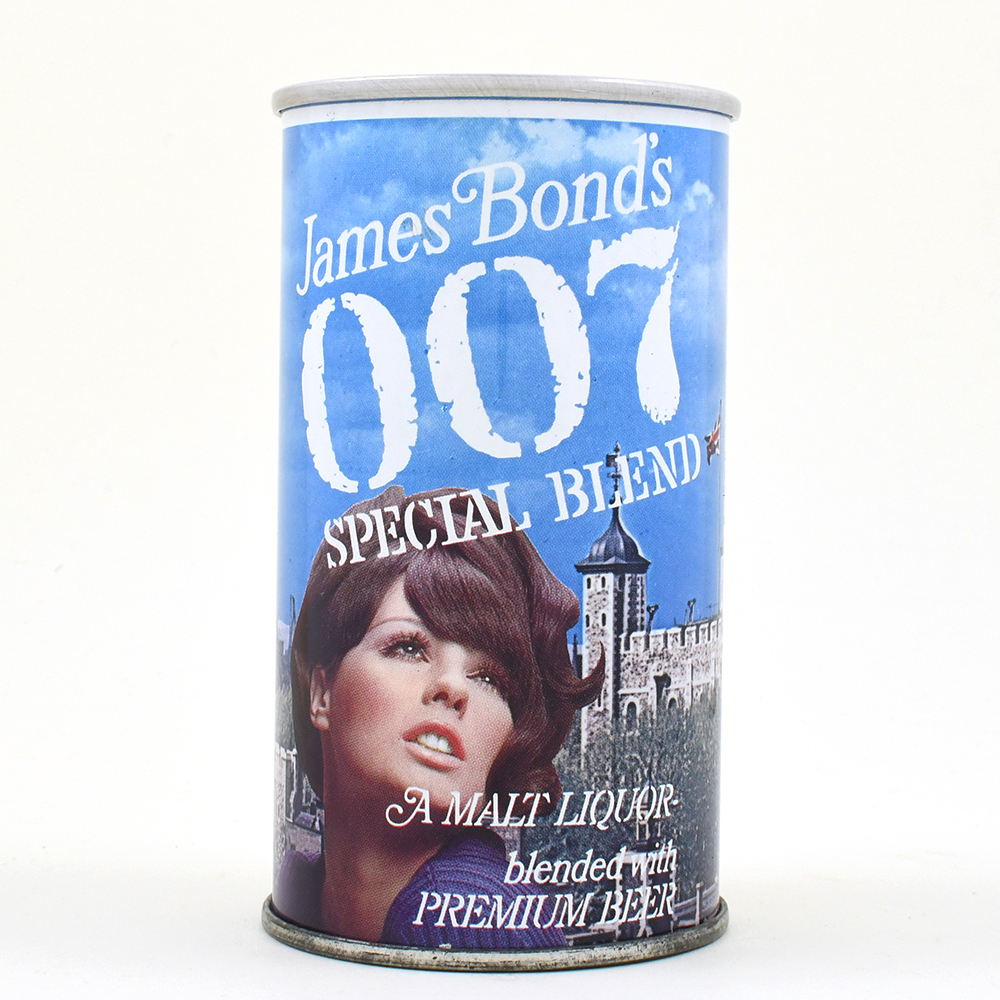 James Bond's
007
SPECIAL BLEND
A MALT LIQUOR-
blended with
PREMIUM BEER